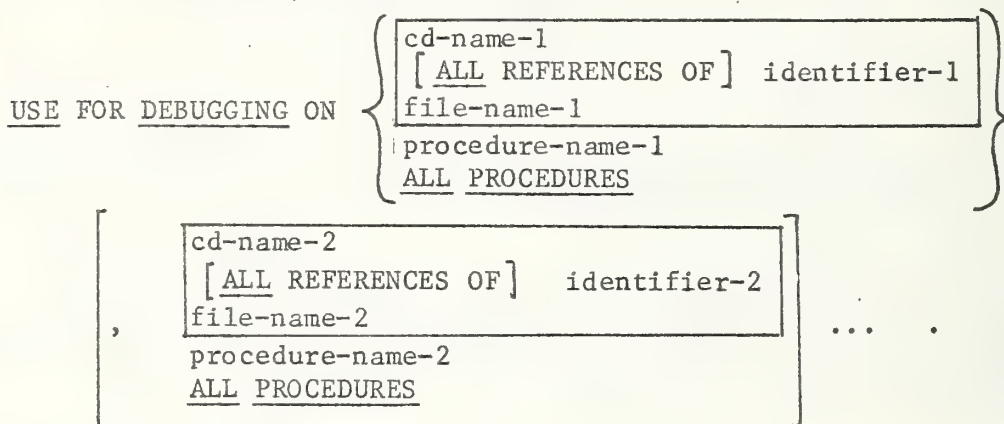 cd-name-1
[ALL REFERENCES OF] identifier-1
USE FOR DEBUGGING ON file-name-1
procedure-name-1
ALL PROCEDURES
cd-name-2
[ALL REFERENCES OF] identifier-2
, file-name-2 ... .
procedure-name-2
ALL PROCEDURES